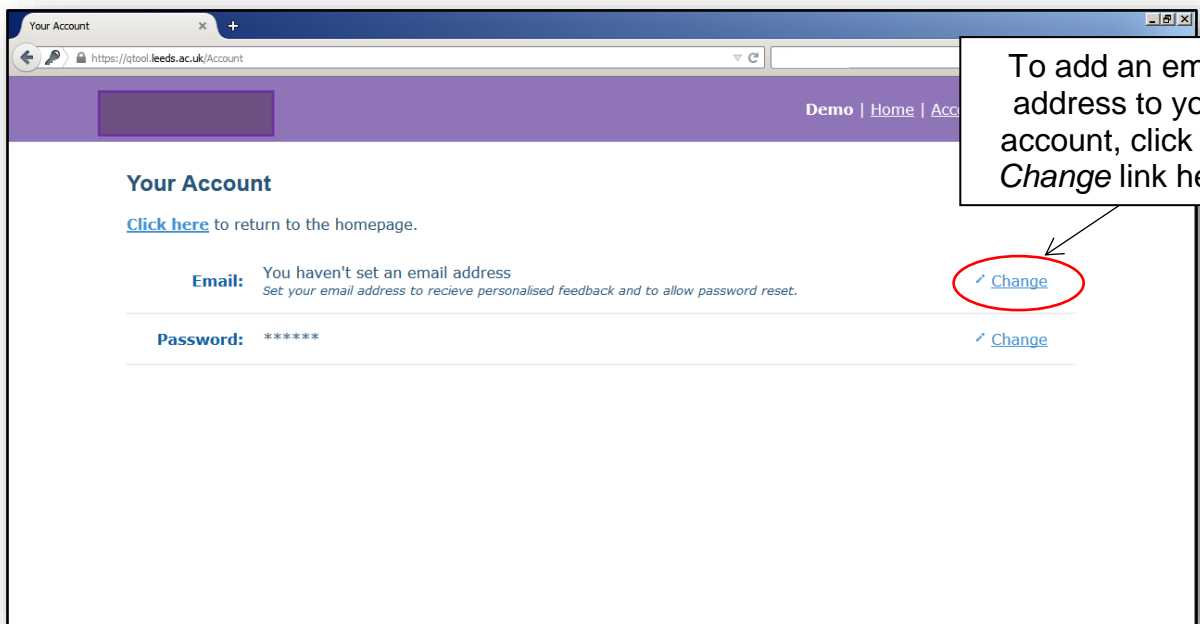 Your Account × +
https://qtool.leeds.ac.uk/Account
To add an em
address to yo
account, click
Change link he
Demo | Home | Acc
Your Account
Click here to return to the homepage.
Email: You haven't set an email address Change
Set your email address to recieve personalised feedback and to allow password reset.
Password: ****** Change